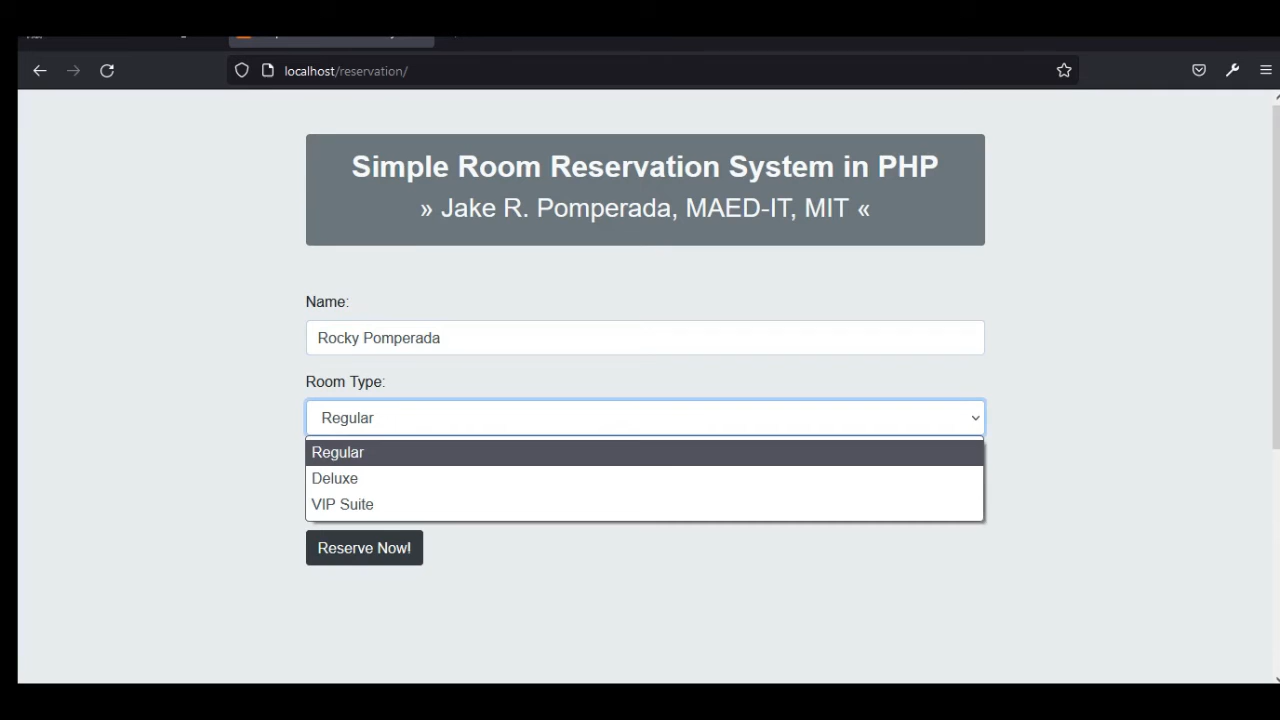 localhost/reservation/
Simple Room Reservation System in PHP
» Jake R. Pomperada, MAED-IT, MIT «
Name:
Rocky Pomperada
Room Type:
Regular
Regular
Deluxe
VIP Suite
Reserve Now!